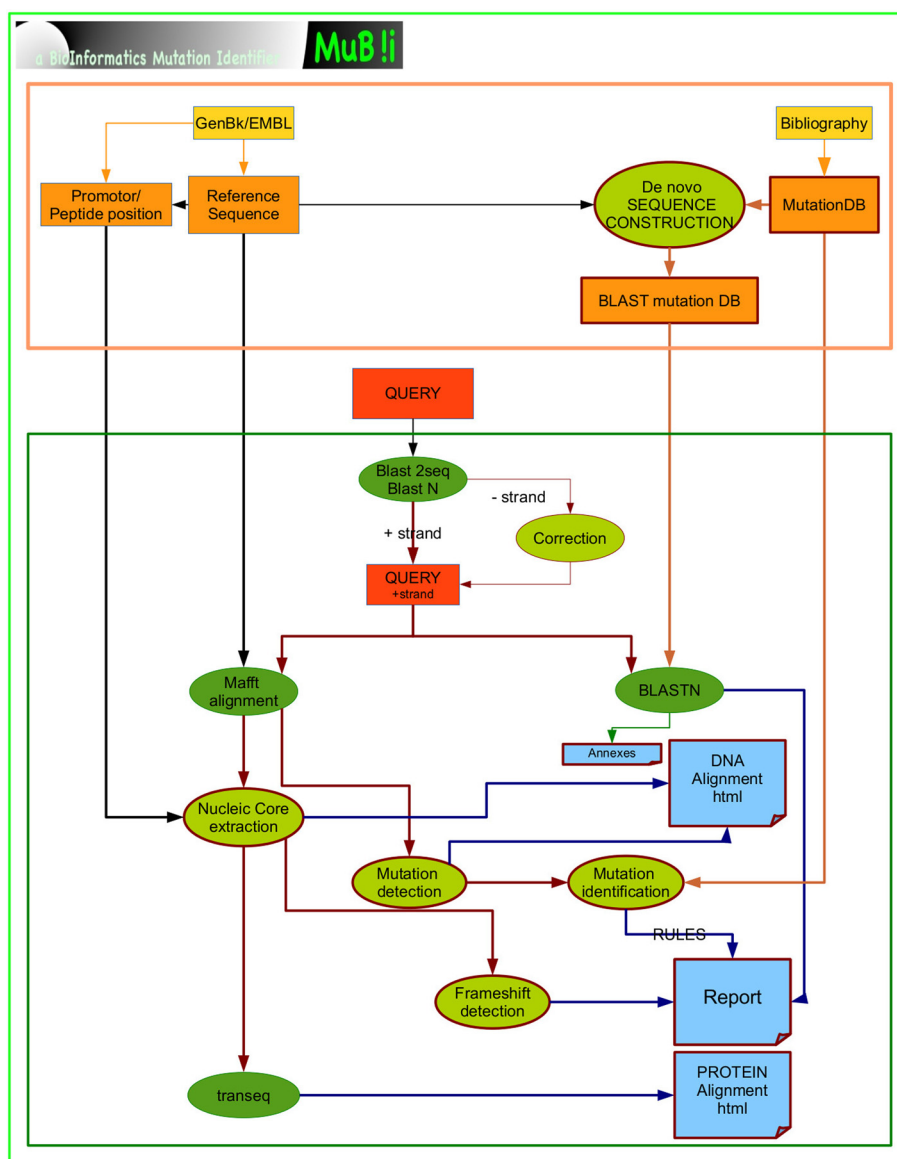 a BioInformatics Mutation Identifier
MuB!i
GenBk/EMBL
Bibliography
Promotor/
Peptide position
Reference
Sequence
De novo
SEQUENCE
CONSTRUCTION
MutationDB
BLAST mutation DB
QUERY
Blast 2seq
Blast N
- strand
+ strand
Correction
QUERY
+strand
Mafft
alignment
BLASTN
Annexes
DNA
Alignment
html
Nucleic Core
extraction
Mutation
detection
Mutation
identification
RULES
Frameshift
detection
Report
transeq
PROTEIN
Alignment
html